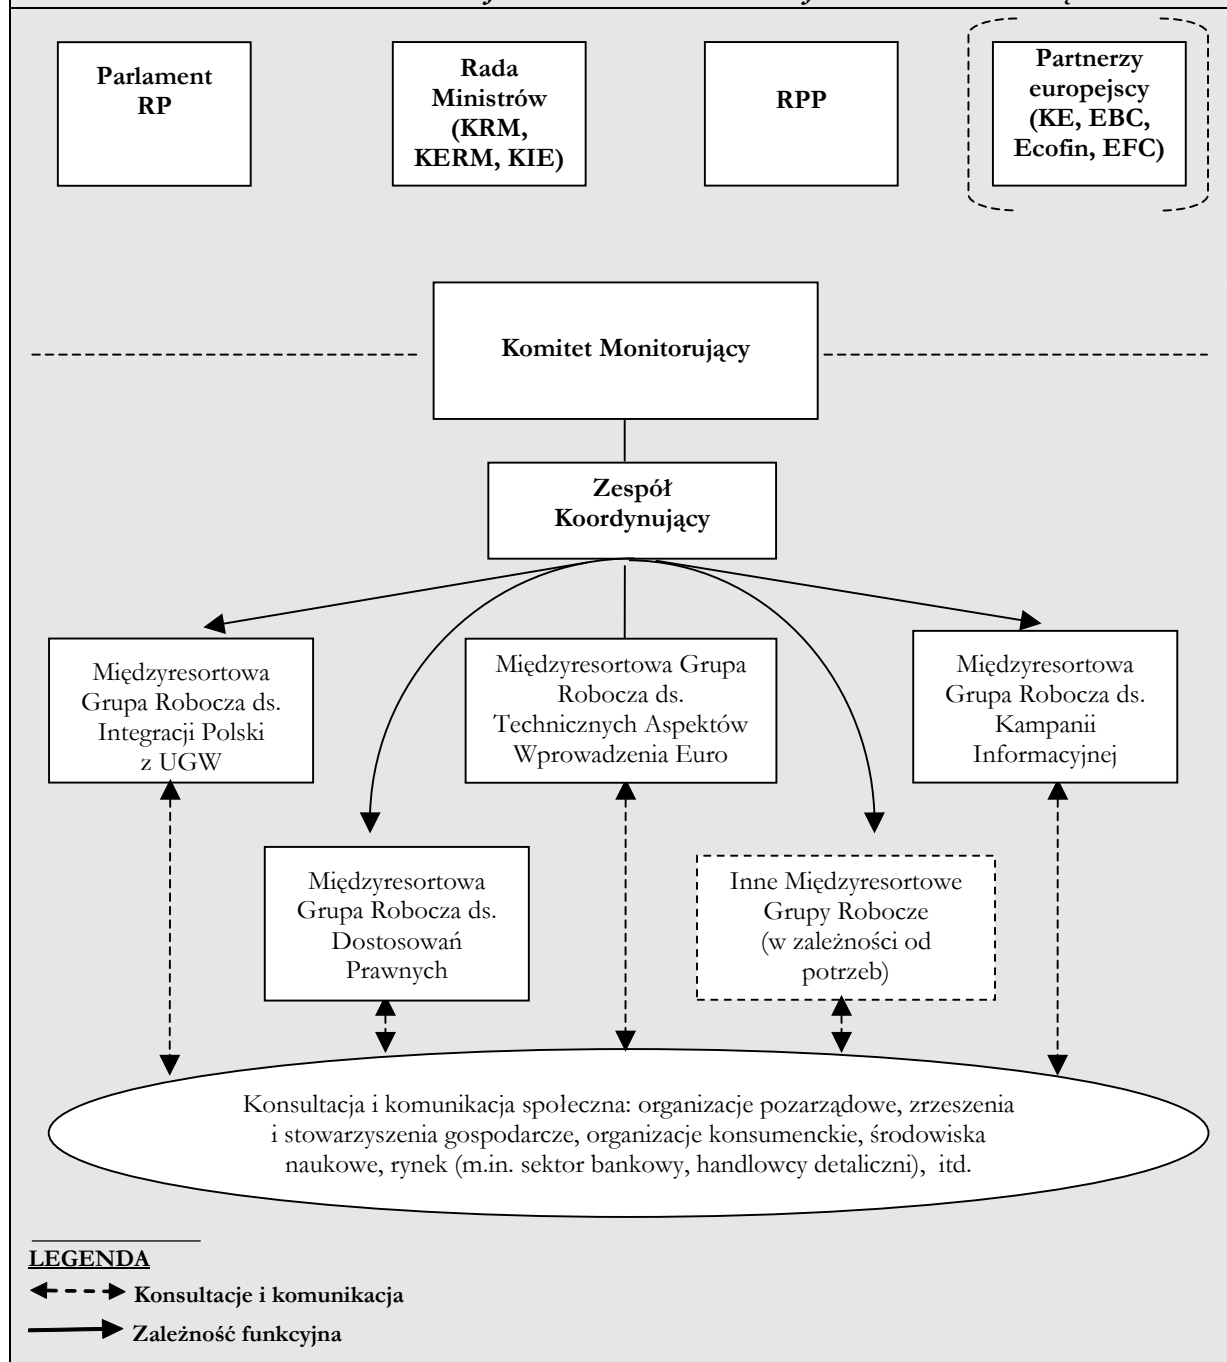 Parlament
RP
Rada
Ministrów
(KRM,
KERM, KIE)
RPP
Partnerzy
europejscy
(KE, EBC,
Ecofin, EFC)
Komitet Monitorujący
Zespół
Koordynujący
Międzyresortowa
Grupa Robocza ds.
Integracji Polski
z UGW
Międzyresortowa Grupa
Robocza ds.
Technicznych Aspektów
Wprowadzenia Euro
Międzyresortowa
Grupa Robocza ds.
Kampanii
Informacyjnej
Międzyresortowa
Grupa Robocza ds.
Dostosowań
Prawnych
Inne Międzyresortowe
Grupy Robocze
(w zależności od
potrzeb)
Konsultacja i komunikacja społeczna: organizacje pozarządowe, zrzeszenia
i stowarzyszenia gospodarcze, organizacje konsumenckie, środowiska
naukowe, rynek (m.in. sektor bankowy, handlowcy detaliczni), itd.
LEGENDA
Konsultacje i komunikacja
Zależność funkcyjna